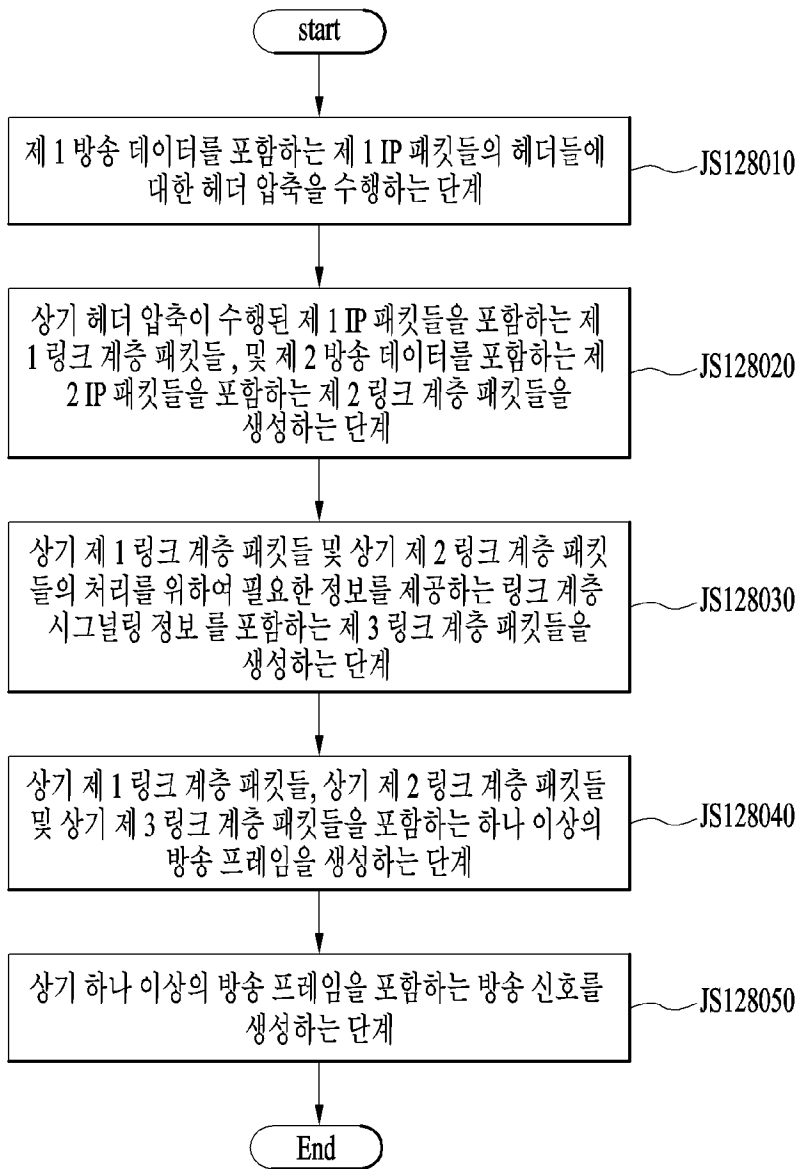 start
제 1 방송 데이터를 포함하는 제 1 IP 패킷들의 헤더들에
대한 헤더 압축을 수행하는 단계
JS128010
상기 헤더 압축이 수행된 제 1 IP 패킷들을 포함하는 제
1 링크 계층 패킷들 , 및 제 2 방송 데이터를 포함하는 제
2 IP 패킷들을 포함하는 제 2 링크 계층 패킷들을
생성하는 단계
JS128020
상기 제 1 링크 계층 패킷들 및 상기 제 2 링크 계층 패킷
들의 처리를 위하여 필요한 정보를 제공하는 링크 계층
시그널링 정보 를 포함하는 제 3 링크 계층 패킷들을
생성하는 단계
JS128030
상기 제 1 링크 계층 패킷들, 상기 제 2 링크 계층 패킷들
및 상기 제 3 링크 계층 패킷들을 포함하는 하나 이상의
방송 프레임을 생성하는 단계
JS128040
상기 하나 이상의 방송 프레임을 포함하는 방송 신호를
생성하는 단계
JS128050
End